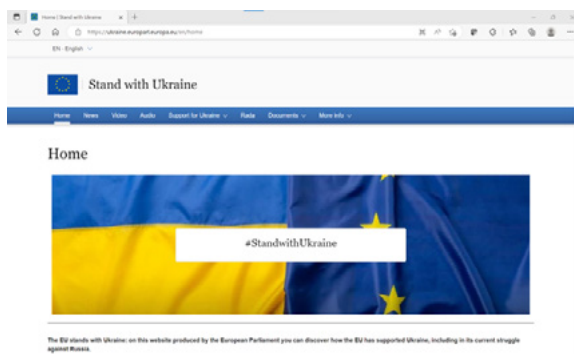 Home | Stand with Ukraine
https://ukraine.europarl.europa.eu/en/home
EN - English
Stand with Ukraine
Home News Video Audio Support for Ukraine Rada Documents More info
Home
#StandwithUkraine
The EU stands with Ukraine: on this website produced by the European Parliament you can discover how the EU has supported Ukraine, including in its current struggle
against Russia.